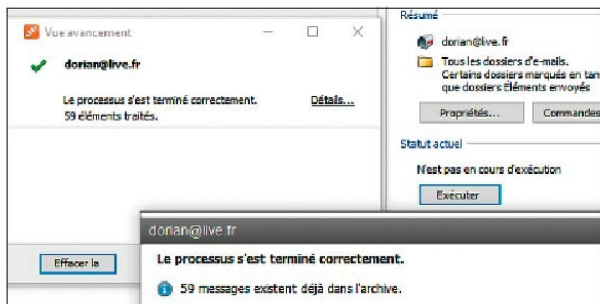 Vue avancement
dorian@live.fr
Le processus s'est terminé correctement.
59 éléments traités.
Détails...
Effacer la
Résumé
dorian@live.fr
Tous les dossiers d'e-mails.
Certains dossiers marqués en tan
que dossiers Éléments envoyés
Propriétés...
Commandes
Statut actuel
N'est pas en cours d'exécution
Exécuter
dorian@live.fr
Le processus s'est terminé correctement.
59 messages existent déjà dans l'archive.